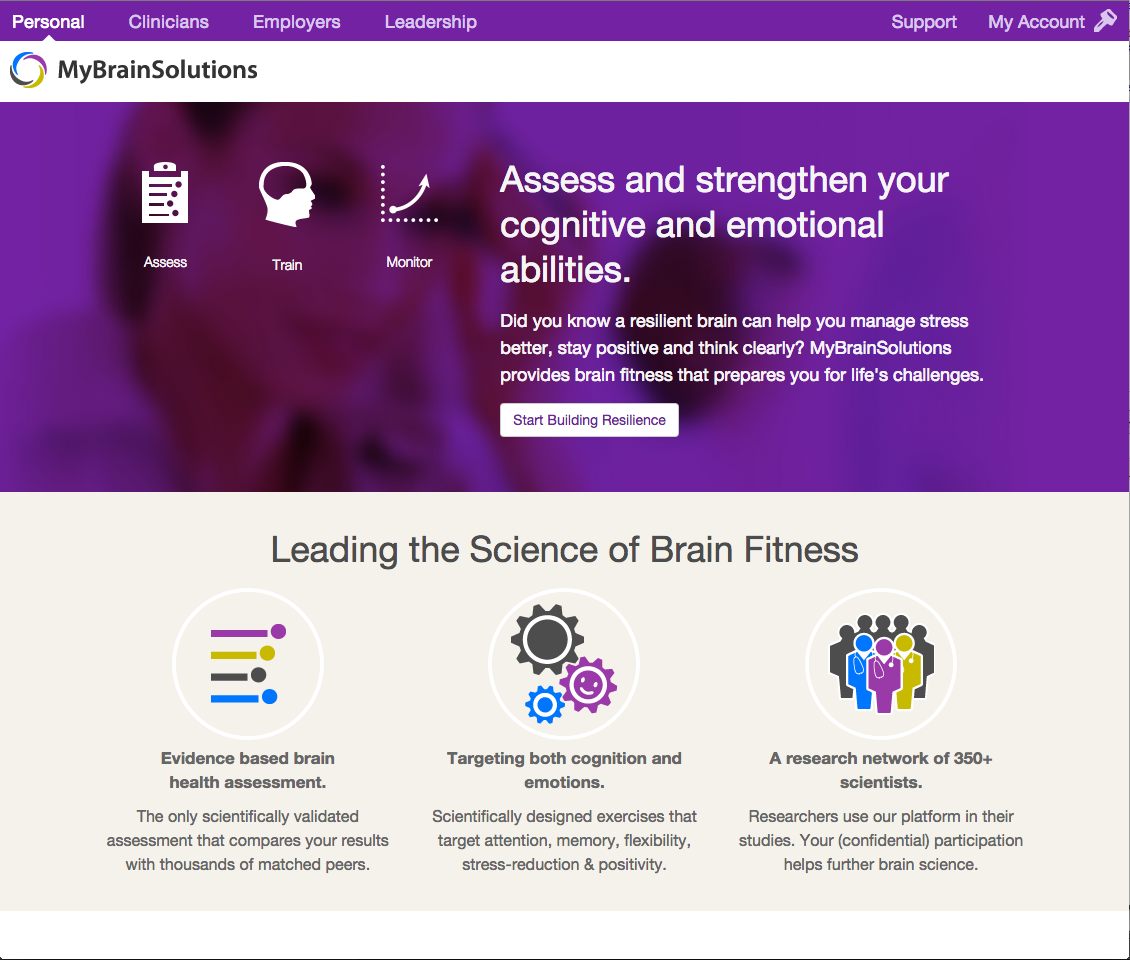 Personal Clinicians Employers Leadership Support My Account
MyBrainSolutions
Assess Train Monitor
Assess and strengthen your
cognitive and emotional
abilities.
Did you know a resilient brain can help you manage stress
better, stay positive and think clearly? MyBrainSolutions
provides brain fitness that prepares you for life's challenges.
Start Building Resilience
Leading the Science of Brain Fitness
Evidence based brain
health assessment.
The only scientifically validated
assessment that compares your results
with thousands of matched peers.
Targeting both cognition and
emotions.
Scientifically designed exercises that
target attention, memory, flexibility,
stress-reduction & positivity.
A research network of 350+
scientists.
Researchers use our platform in their
studies. Your (confidential) participation
helps further brain science.